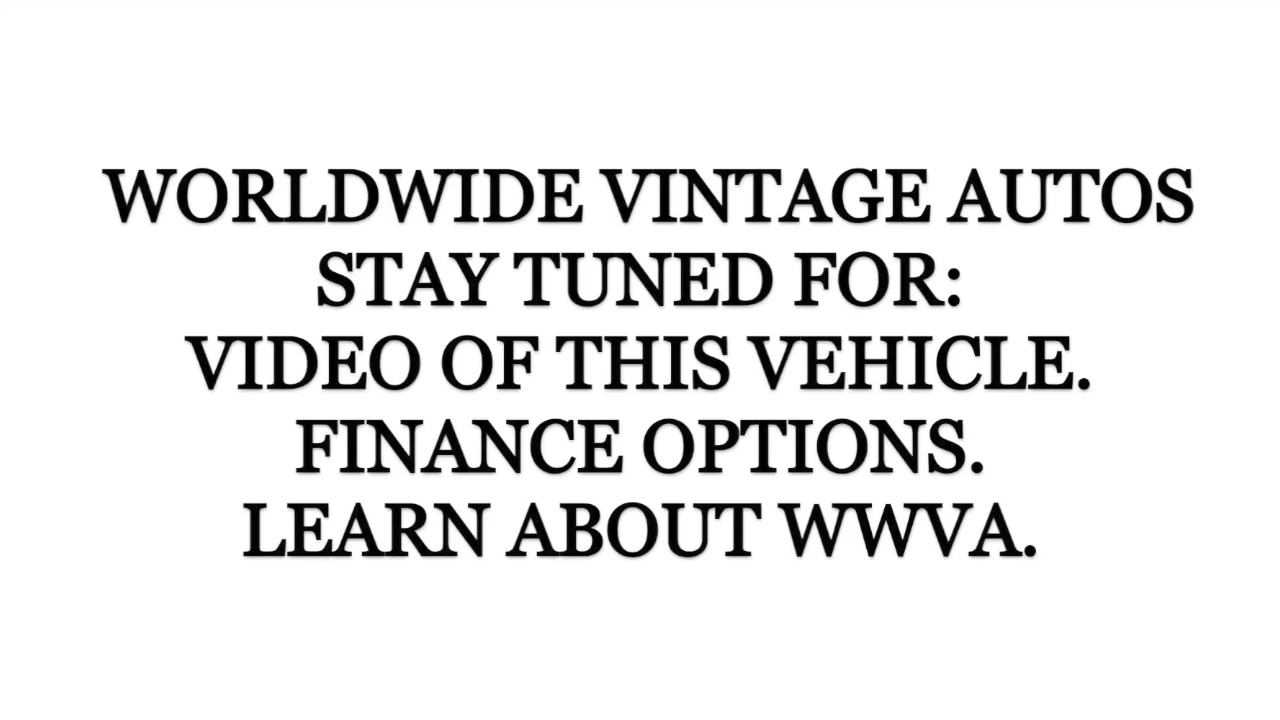 WORLDWIDE VINTAGE AUTOS
STAY TUNED FOR:
VIDEO OF THIS VEHICLE.
FINANCE OPTIONS.
LEARN ABOUT WWVA.